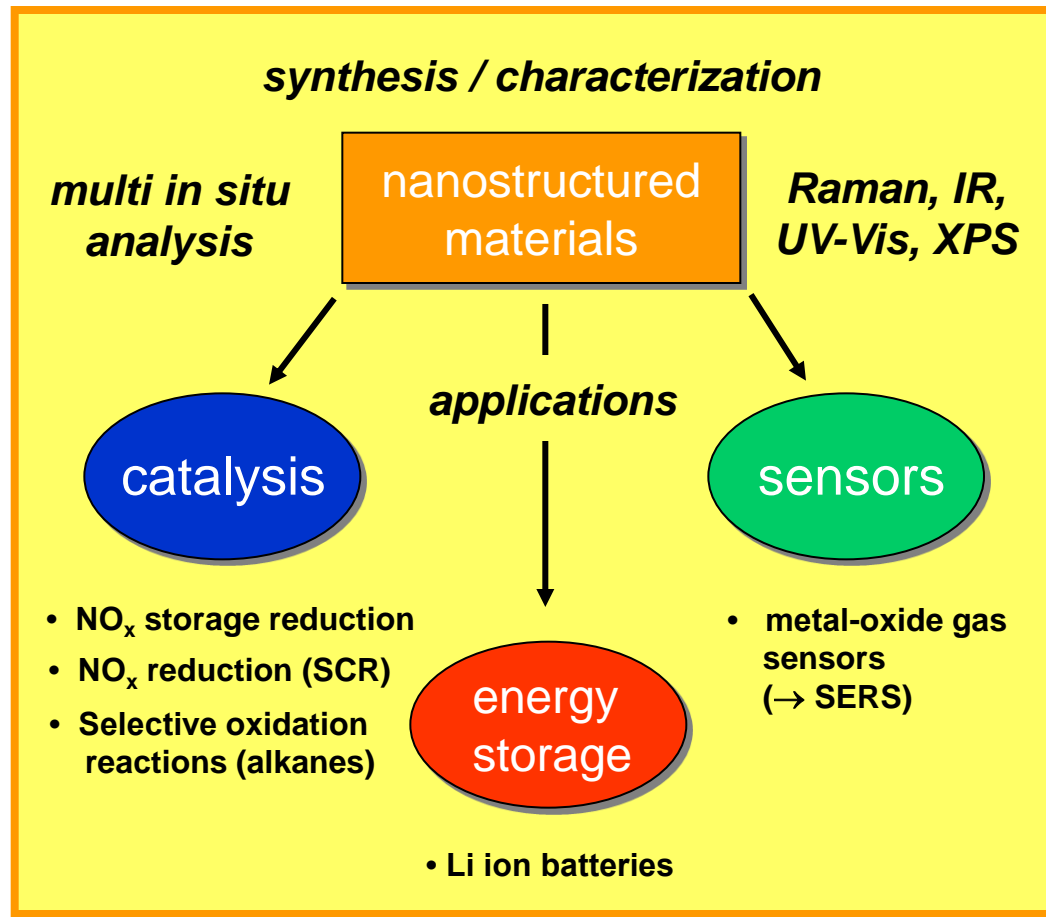 synthesis / characterization
multi in situ
analysis
nanostructured
materials
Raman, IR,
UV-Vis, XPS
applications
catalysis
sensors
• NOₓ storage reduction
• NOₓ reduction (SCR)
• Selective oxidation
reactions (alkanes)
energy
storage
• metal-oxide gas
sensors
(→ SERS)
• Li ion batteries